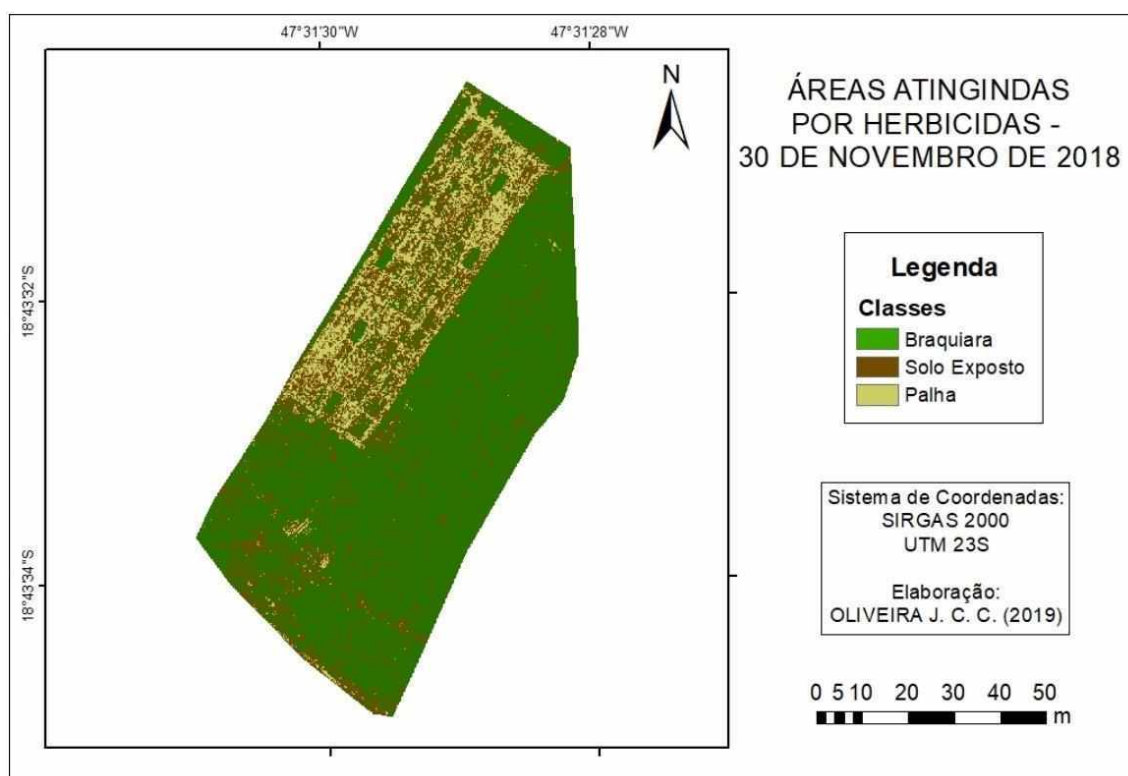 47°31'30"W
47°31'28"W
N
ÁREAS ATINGINDAS
POR HERBICIDAS -
30 DE NOVEMBRO DE 2018
18°43'32"S
18°43'34"S
Legenda
Classes
Braquiara
Solo Exposto
Palha
Sistema de Coordenadas:
SIRGAS 2000
UTM 23S
Elaboração:
OLIVEIRA J. C. C. (2019)
0 5 10 20 30 40 50
m